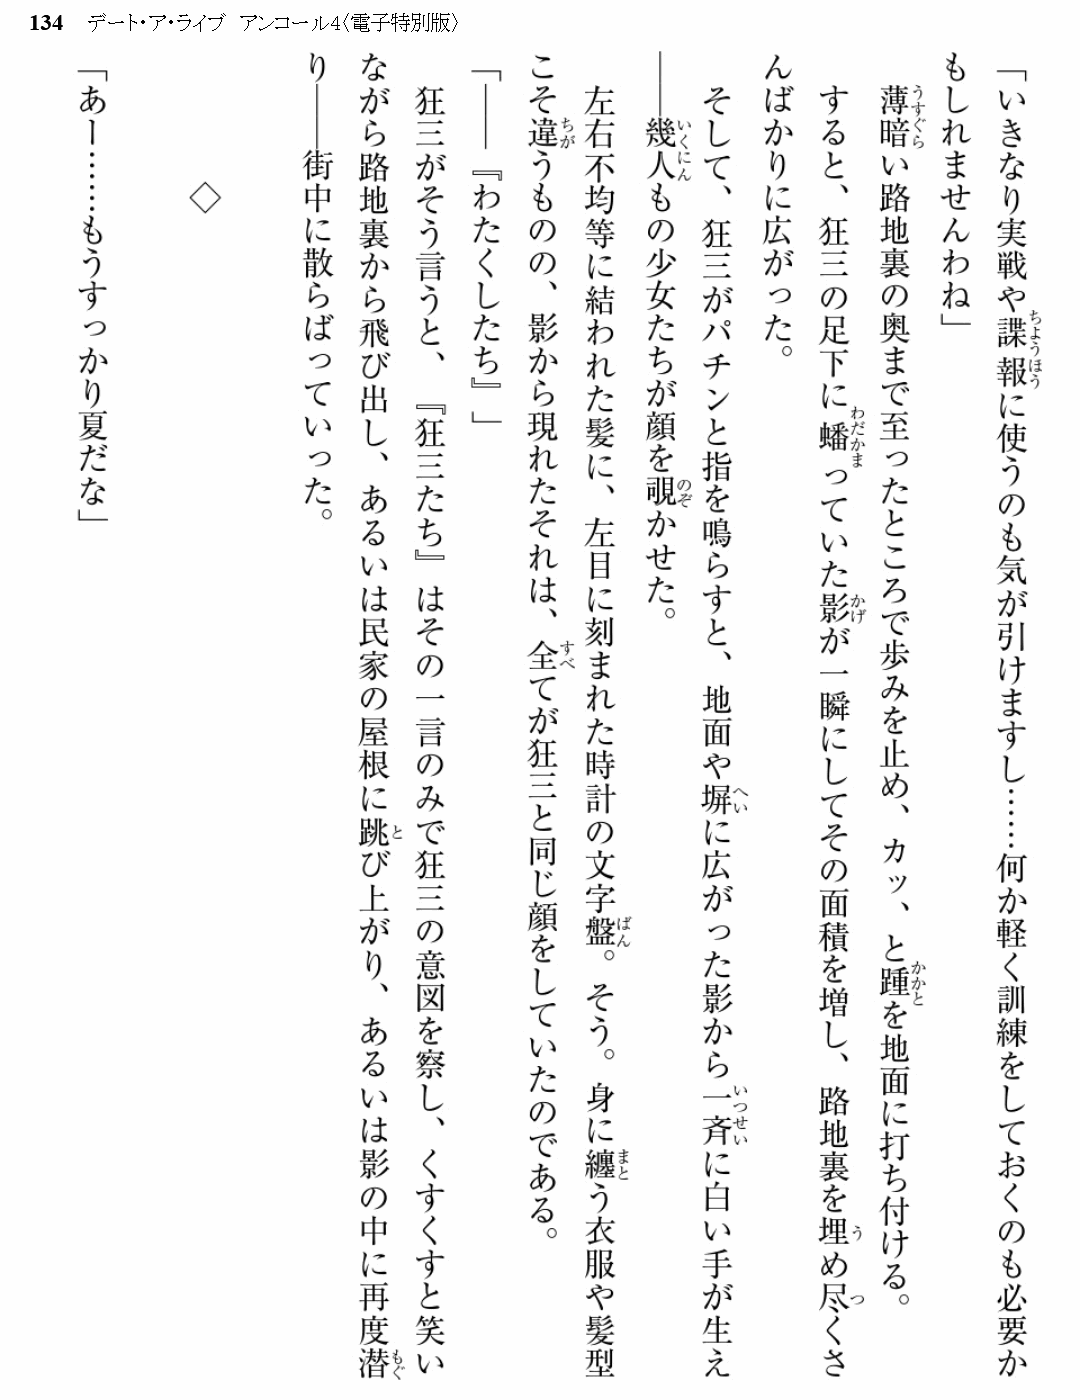 134 デート・ア・ライブ アンコール4〈電子特別版〉
「いきなり実戦や諜報に使うのも気が引けますし……何か軽く訓練をしておくのも必要か
もしれませんわね」
薄暗い路地裏の奥まで至ったところで歩みを止め、カッ、と踵を地面に打ち付ける。
すると、狂三の足下に蟠っていた影が一瞬にしてその面積を増し、路地裏を埋め尽くさ
んばかりに広がった。
そして、狂三がパチンと指を鳴らすと、地面や塀に広がった影から一斉に白い手が生え
――幾人もの少女たちが顔を覗かせた。
左右不均等に結われた髪に、左目に刻まれた時計の文字盤。そう。身に纏う衣服や髪型
こそ違うものの、影から現れたそれは、全てが狂三と同じ顔をしていたのである。
「――『わたくしたち』」
狂三がそう言うと、『狂三たち』はその一言のみで狂三の意図を察し、くすくすと笑い
ながら路地裏から飛び出し、あるいは民家の屋根に跳び上がり、あるいは影の中に再度潜
り――街中に散らばっていった。
◇
「あー……もうすっかり夏だな」